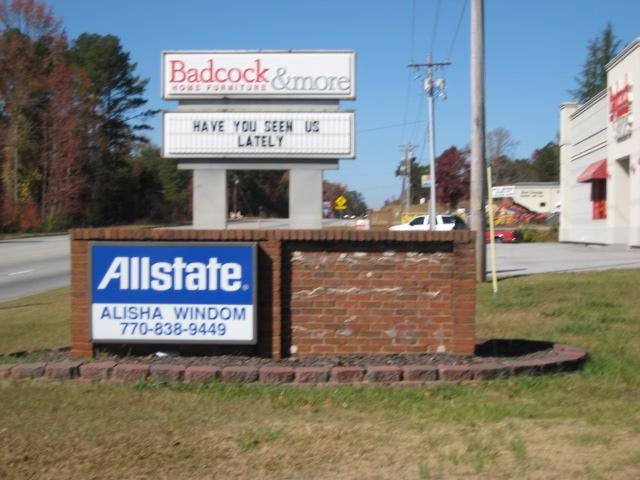 Badcock &more
HOME FURNITURE
HAVE YOU SEEN US
LATELY
Allstate®
ALISHA WINDOM
770-838-9449